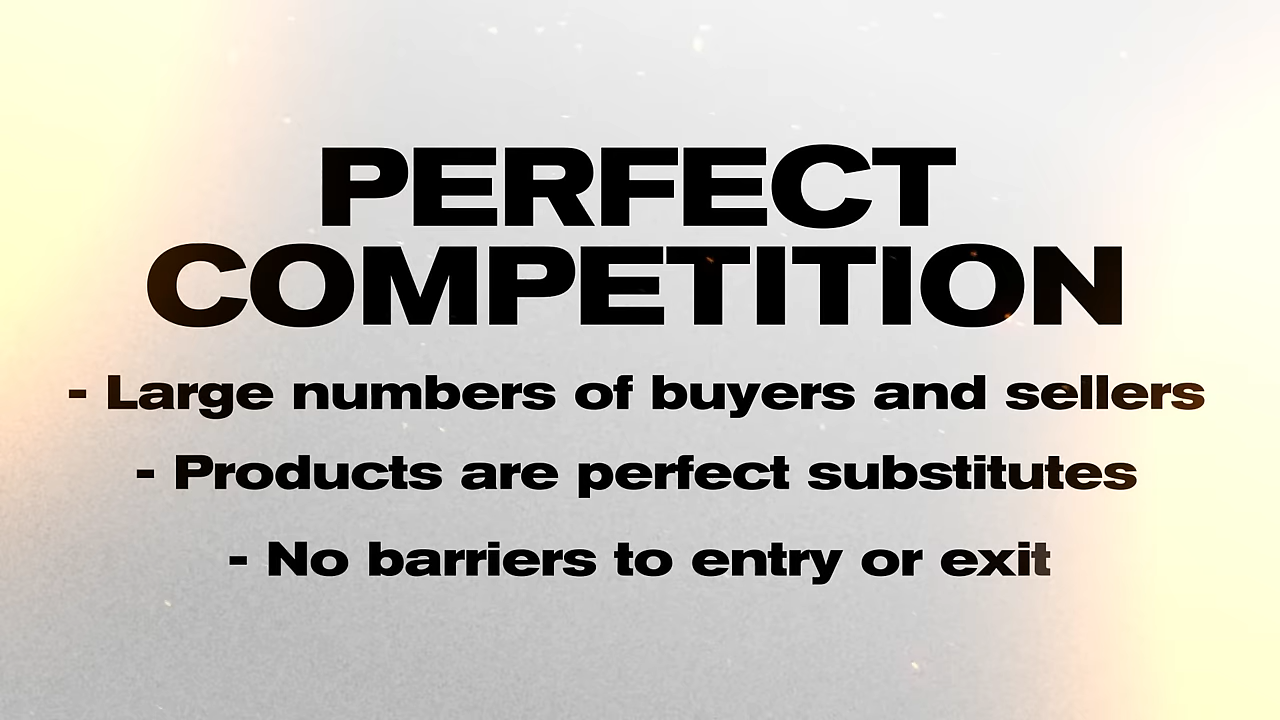 PERFECT
COMPETITION
- Large numbers of buyers and sellers
- Products are perfect substitutes
- No barriers to entry or exit